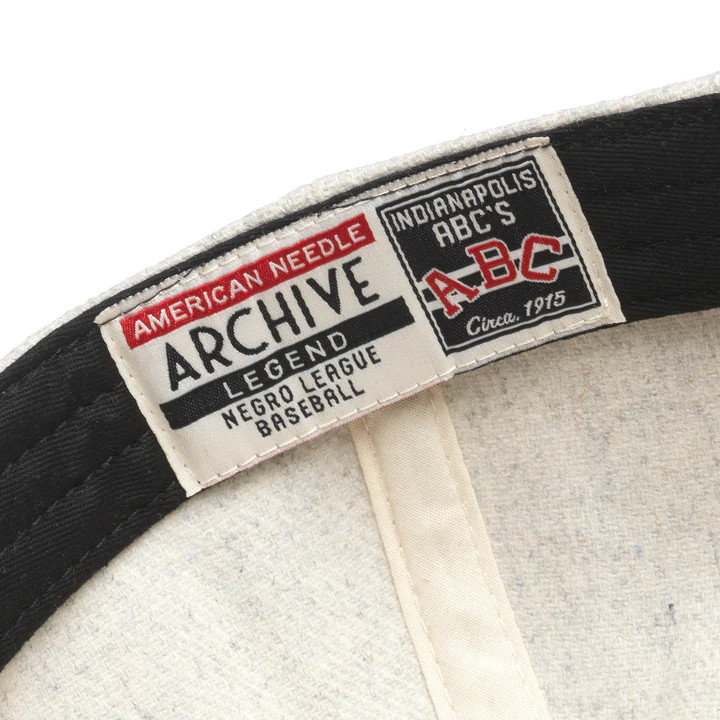 AMERICAN NEEDLE
ARCHIVE
LEGEND
NEGRO LEAGUE
BASEBALL
INDIANAPOLIS
ABC'S
ABC
Circa. 1915